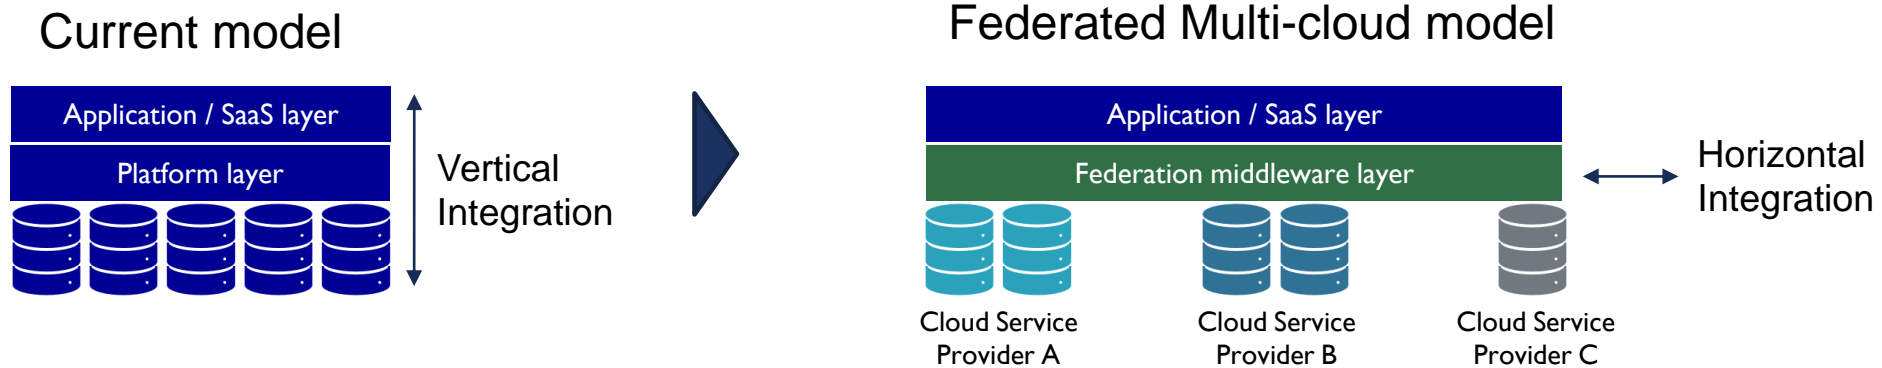 Current model
Application / SaaS layer
Platform layer
Vertical
Integration
Federated Multi-cloud model
Application / SaaS layer
Federation middleware layer
Horizontal
Integration
Cloud Service
Provider A
Cloud Service
Provider B
Cloud Service
Provider C